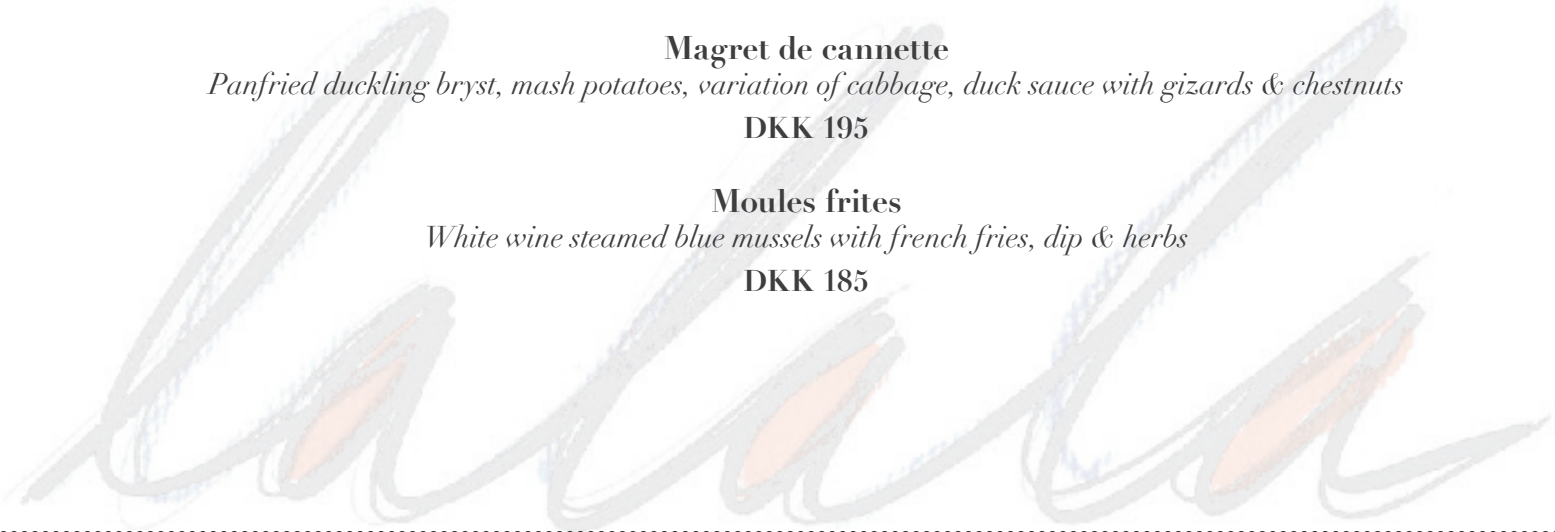 Magret de cannette
Panfried duckling bryst, mash potatoes, variation of cabbage, duck sauce with gizards & chestnuts
DKK 195
Moules frites
White wine steamed blue mussels with french fries, dip & herbs
DKK 185
lalala